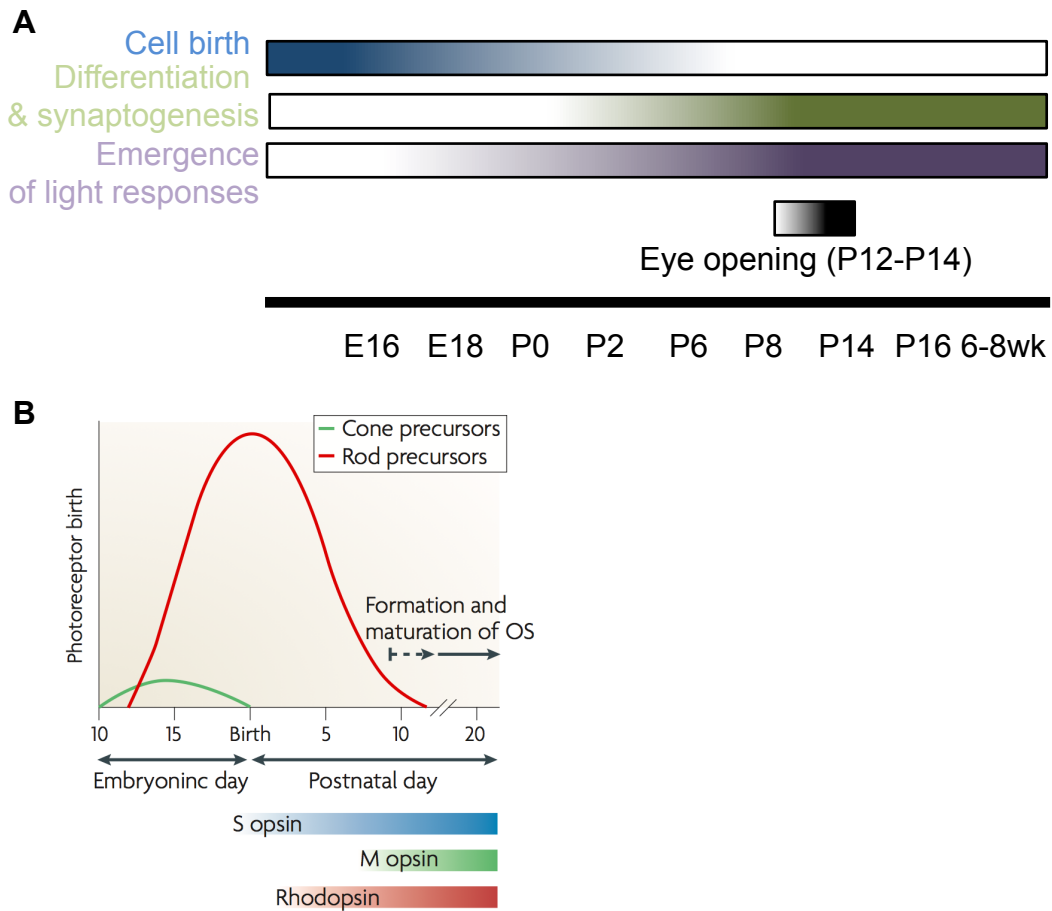 A
Cell birth
Differentiation
& synaptogenesis
Emergence
of light responses
Eye opening (P12-P14)
E16 E18 P0 P2 P6 P8 P14 P16 6-8wk
B
Cone precursors
Rod precursors
Photoreceptor birth
Formation and
maturation of OS
10 15 Birth 5 10 20
Embryoninc day Postnatal day
S opsin
M opsin
Rhodopsin